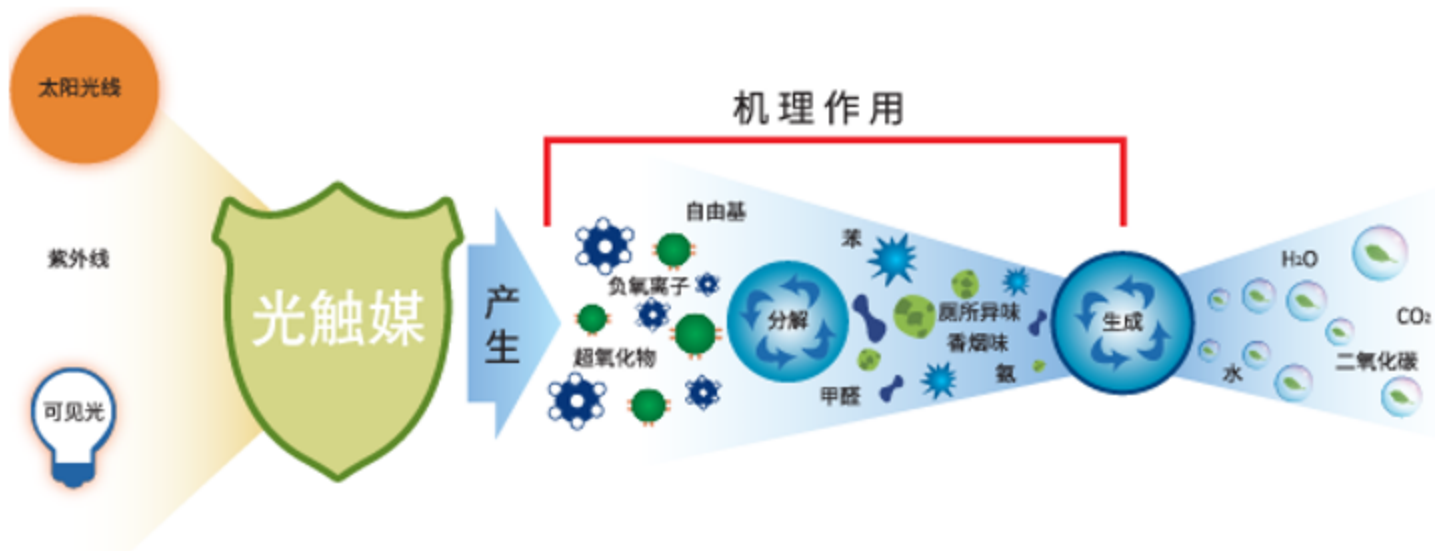 太阳光线
紫外线
可见光
光触媒
产生
机理作用
自由基
负氧离子
超氧化物
分解
苯
厕所异味
香烟味
氨
甲醛
生成
H₂O
水
CO₂
二氧化碳